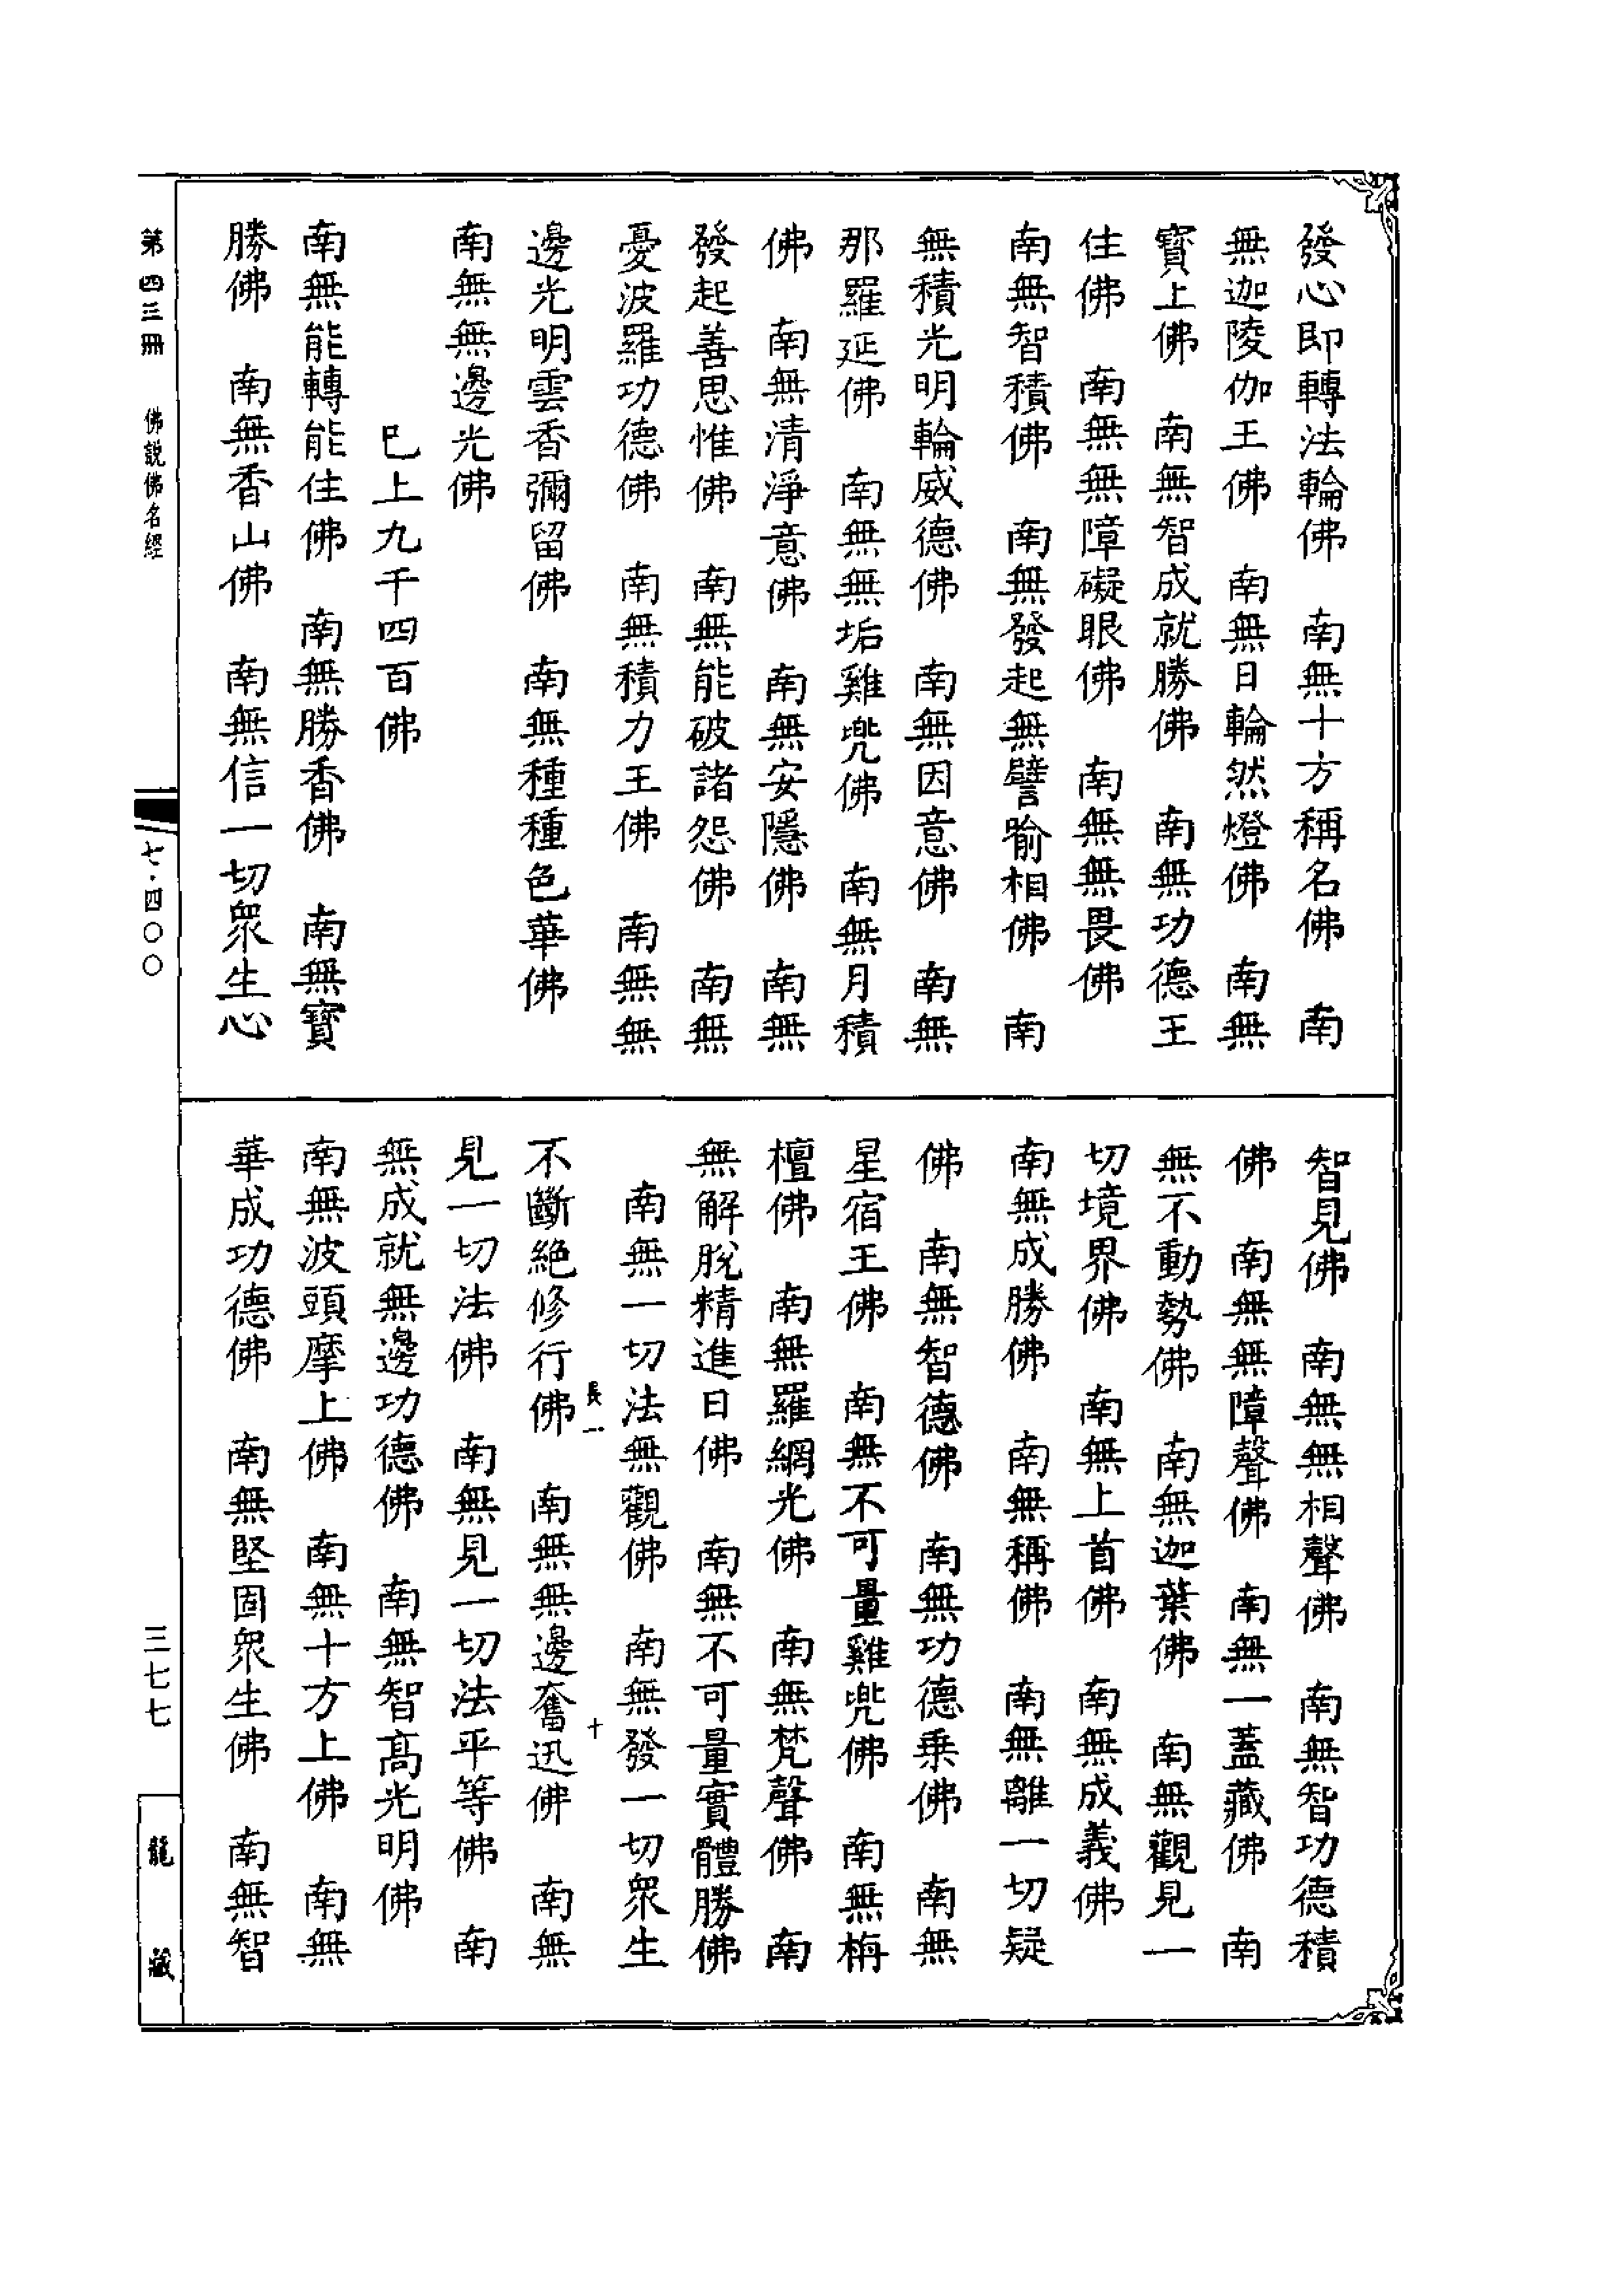 發心即轉法輪佛　南無十方稱名佛　南
無迦陵伽王佛　南無日輪然燈佛　南無
寶上佛　南無智成就勝佛　南無功德王
住佛　南無無障礙眼佛　南無無畏佛
南無智積佛　南無發起無譬喻相佛　南
無積光明輪威德佛　南無因意佛　南無
那羅延佛　南無無垢雞兜佛　南無月積
佛　南無清淨意佛　南無安隱佛　南無
發起善思惟佛　南無能破諸怨佛　南無
憂波羅功德佛　南無積力王佛　南無無
邊光明雲香彌留佛　南無種種色華佛
南無無邊光佛
巳上九千四百佛
南無能轉能住佛　南無勝香佛　南無寶
勝佛　南無香山佛　南無信一切眾生心
智見佛　南無無相聲佛　南無智功德積
佛　南無無障聲佛　南無一蓋藏佛　南
無不動勢佛　南無迦葉佛　南無觀見一
切境界佛　南無上首佛　南無成義佛
南無成勝佛　南無稱佛　南無離一切疑
佛　南無智德佛　南無功德乗佛　南無
星宿王佛　南無不可量雞兜佛　南無栴
檀佛　南無羅網光佛　南無梵聲佛　南
無解脫精進日佛　南無不可量實體勝佛
南無一切法無觀佛　南無發一切眾生
長一　十
不斷絕修行佛　南無無邊奮迅佛　南無
見一切法佛　南無見一切法平等佛　南
無成就無邊功德佛　南無智高光明佛
南無波頭摩上佛　南無十方上佛　南無
華成功德佛　南無堅固眾生佛　南無智
第四三冊　佛說佛名經　七·四〇〇　三七七　龍藏